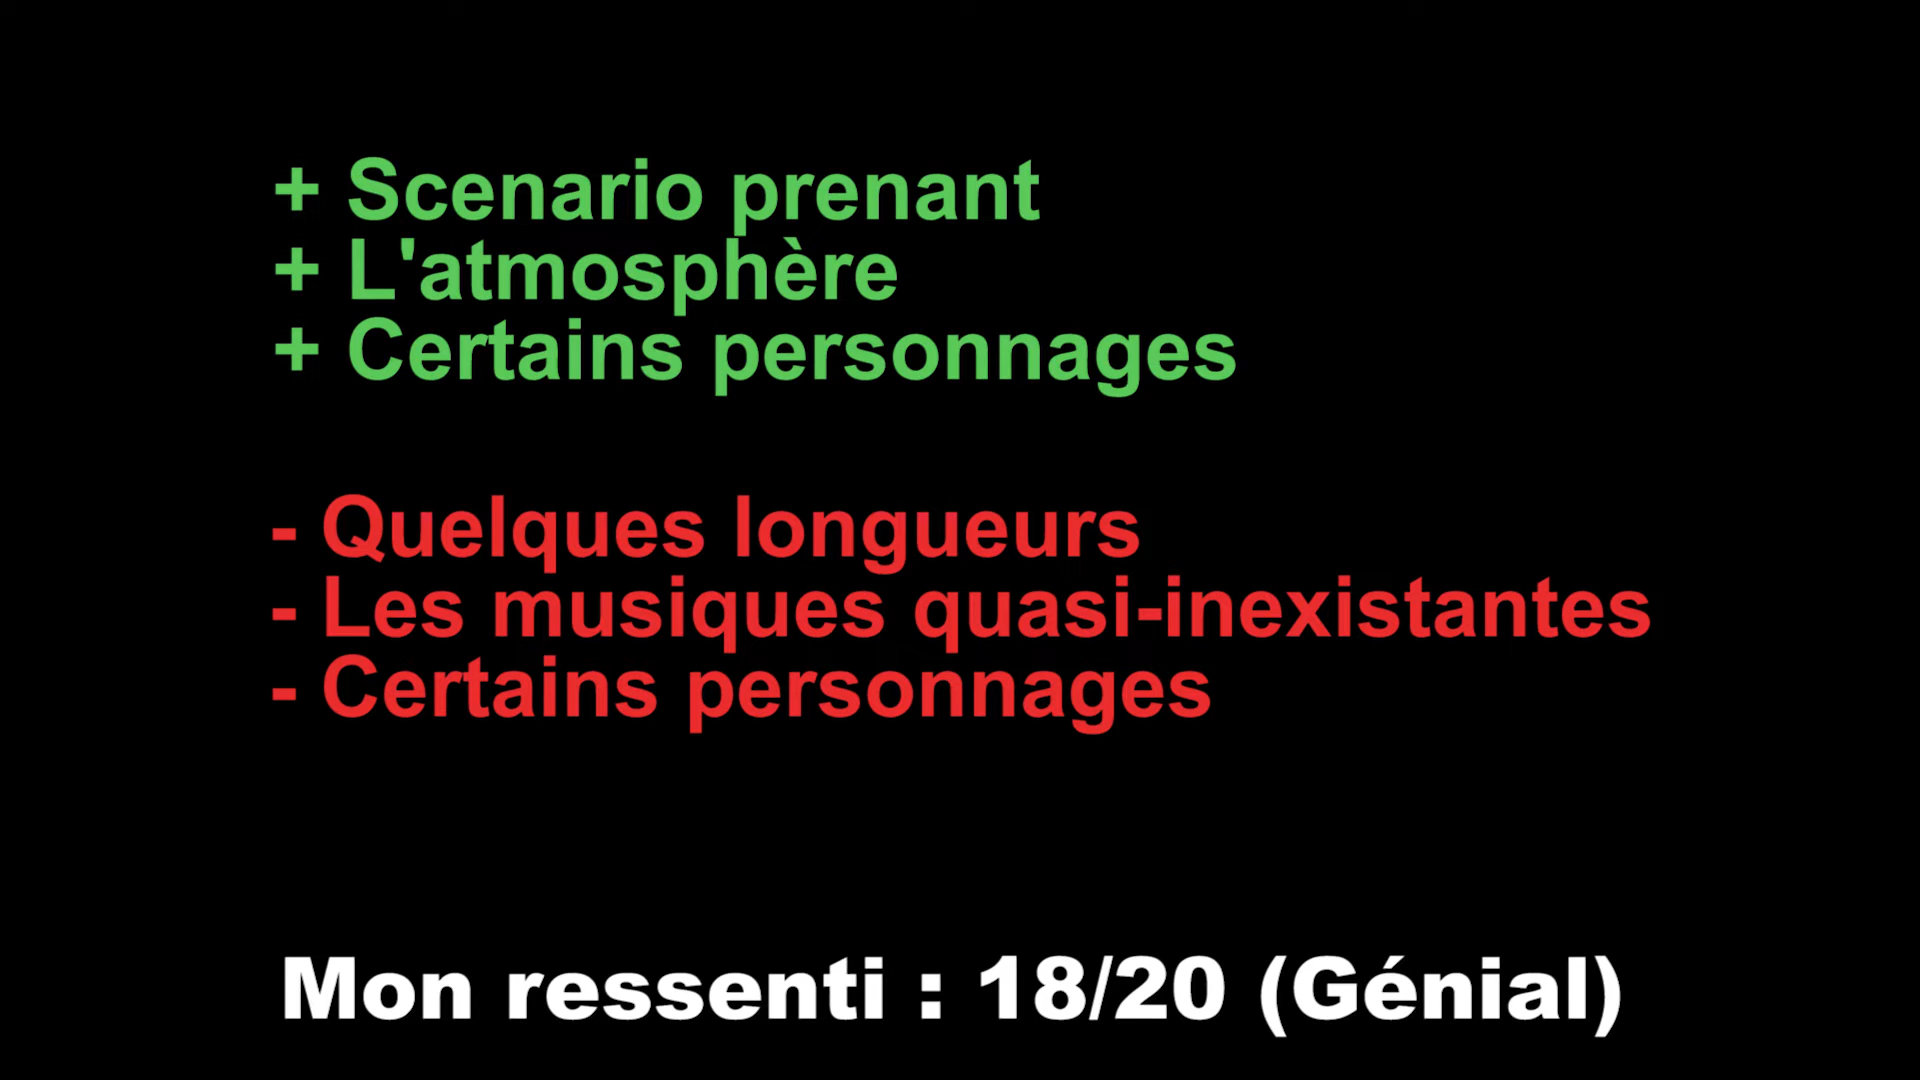 + Scenario prenant
+ L'atmosphère
+ Certains personnages
- Quelques longueurs
- Les musiques quasi-inexistantes
- Certains personnages
Mon ressenti : 18/20 (Génial)